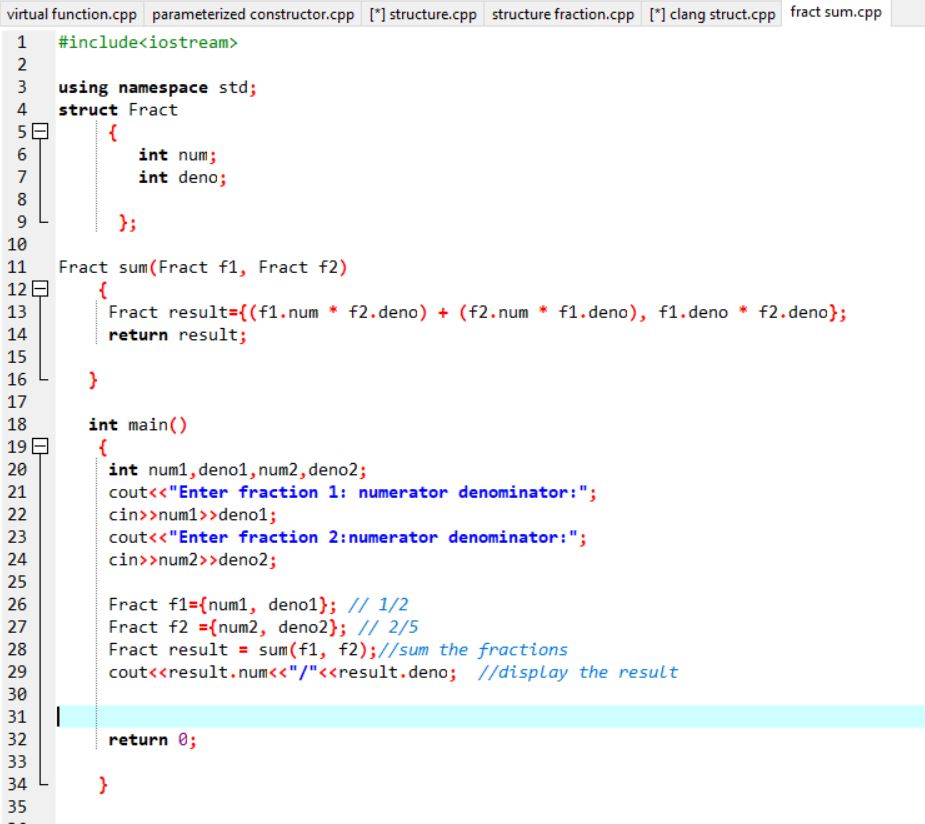 virtual function.cpp parameterized constructor.cpp [*] structure.cpp structure fraction.cpp [*] clang struct.cpp fract sum.cpp
1 #include<iostream>
2
3 using namespace std;
4 struct Fract
5 {
6 int num;
7 int deno;
8
9 };
10
11 Fract sum(Fract f1, Fract f2)
12 {
13 Fract result={(f1.num * f2.deno) + (f2.num * f1.deno), f1.deno * f2.deno};
14 return result;
15
16 }
17
18 int main()
19 {
20 int num1,deno1,num2,deno2;
21 cout<<"Enter fraction 1: numerator denominator:";
22 cin>>num1>>deno1;
23 cout<<"Enter fraction 2:numerator denominator:";
24 cin>>num2>>deno2;
25
26 Fract f1={num1, deno1}; // 1/2
27 Fract f2 ={num2, deno2}; // 2/5
28 Fract result = sum(f1, f2);//sum the fractions
29 cout<<result.num<<"/"<<result.deno; //display the result
30
31
32 return 0;
33
34 }
35